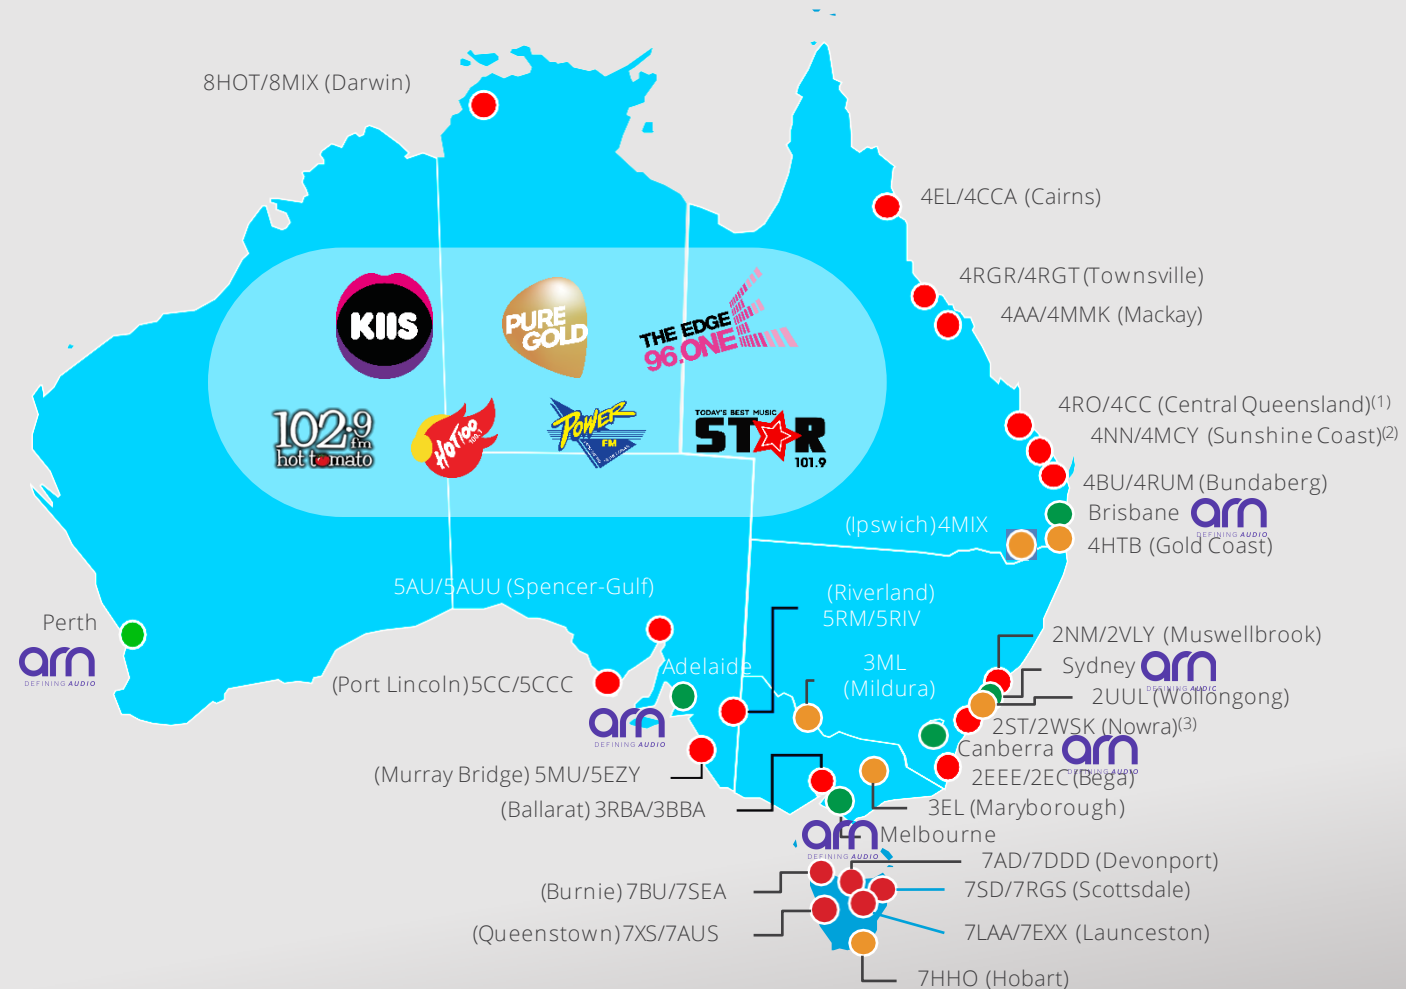 8HOT/8MIX (Darwin)
4EL/4CCA (Cairns)
4RGR/4RGT (Townsville)
4AA/4MMK (Mackay)
KIIS
PURE
GOLD
THE EDGE
96.ONE
102.9
fm
hot tomato
HOT100
100.1
POWER
FM
TODAY'S BEST MUSIC
STAR
101.9
4RO/4CC (Central Queensland)(1)
4NN/4MCY (Sunshine Coast)(2)
4BU/4RUM (Bundaberg)
Brisbane
arn
DEFINING AUDIO
(Ipswich) 4MIX
4HTB (Gold Coast)
5AU/5AUU (Spencer-Gulf)
(Riverland)
5RM/5RIV
Perth
arn
DEFINING AUDIO
2NM/2VLY (Muswellbrook)
Adelaide
3ML
(Mildura)
Sydney
arn
DEFINING AUDIO
(Port Lincoln) 5CC/5CCC
2UUL (Wollongong)
arn
DEFINING AUDIO
2ST/2WSK (Nowra)(3)
Canberra
arn
DEFINING AUDIO
(Murray Bridge) 5MU/5EZY
2EEE/2EC (Bega)
(Ballarat) 3RBA/3BBA
3EL (Maryborough)
arn
DEFINING AUDIO
Melbourne
7AD/7DDD (Devonport)
(Burnie) 7BU/7SEA
7SD/7RGS (Scottsdale)
(Queenstown) 7XS/7AUS
7LAA/7EXX (Launceston)
7HHO (Hobart)